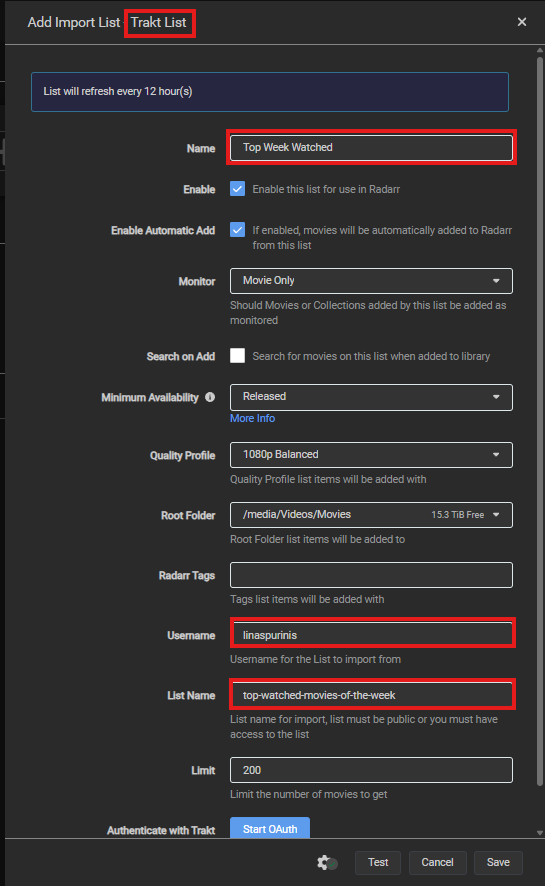 Add Import List - Trakt List
List will refresh every 12 hour(s)
Name
Top Week Watched
Enable
Enable this list for use in Radarr
Enable Automatic Add
If enabled, movies will be automatically added to Radarr
from this list
Monitor
Movie Only
Should Movies or Collections added by this list be added as
monitored
Search on Add
Search for movies on this list when added to library
Minimum Availability
Released
More Info
Quality Profile
1080p Balanced
Quality Profile list items will be added with
Root Folder
/media/Videos/Movies 15.3 TiB Free
Root Folder list items will be added to
Radarr Tags
Tags list items will be added with
Username
linaspurinis
Username for the List to import from
List Name
top-watched-movies-of-the-week
List name for import, list must be public or you must have
access to the list
Limit
200
Limit the number of movies to get
Authenticate with Trakt
Start OAuth
Test Cancel Save